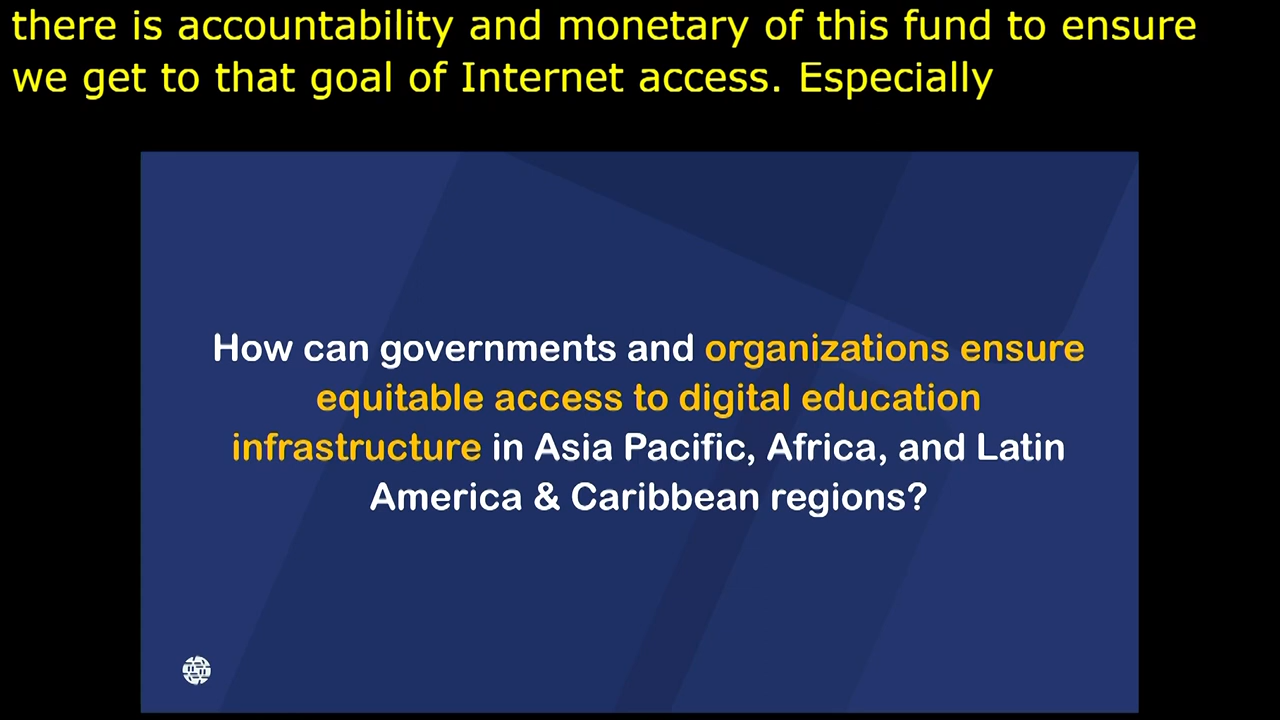 there is accountability and monetary of this fund to ensure
we get to that goal of Internet access. Especially
How can governments and organizations ensure
equitable access to digital education
infrastructure in Asia Pacific, Africa, and Latin
America & Caribbean regions?